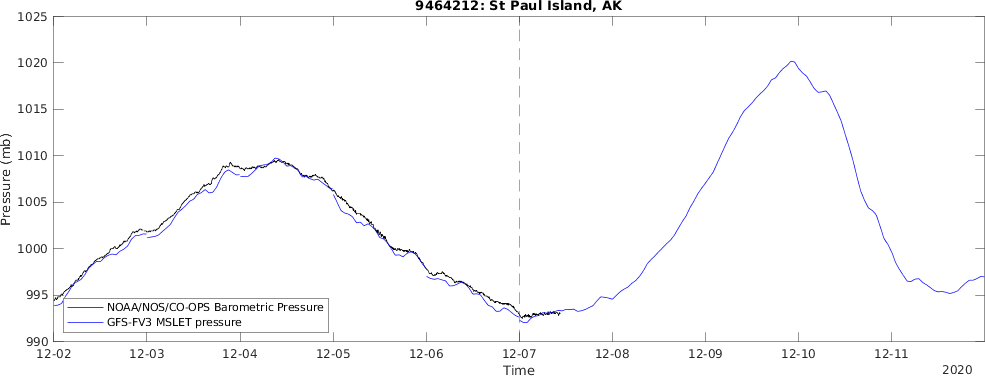 9464212: St Paul Island, AK
Pressure (mb)
1025
1020
1015
1010
1005
1000
995
990
NOAA/NOS/CO-OPS Barometric Pressure
GFS-FV3 MSLET pressure
12-02 12-03 12-04 12-05 12-06 12-07 12-08 12-09 12-10 12-11
Time
2020